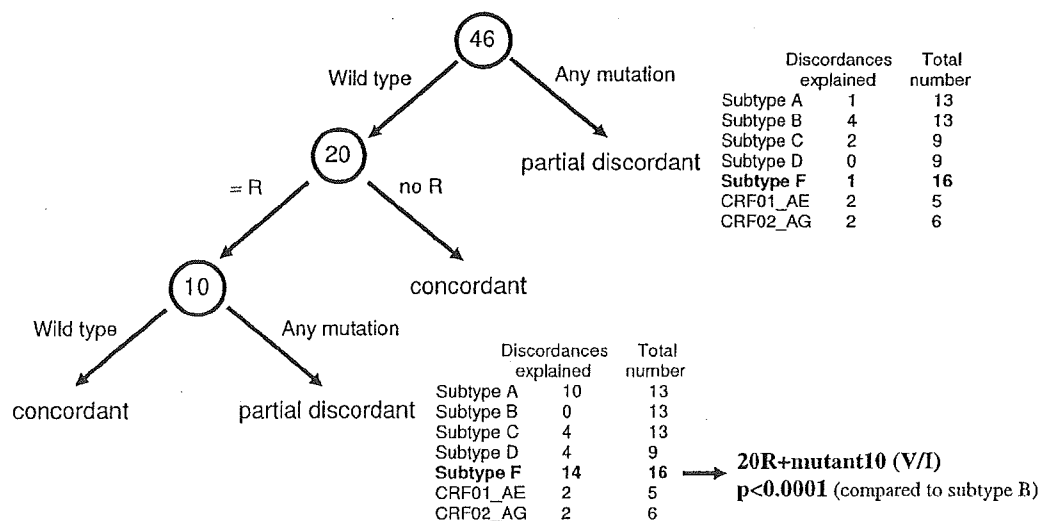 46
Wild type
Any mutation
Discordances explained
Total number
Subtype A 1 13
Subtype B 4 13
Subtype C 2 9
Subtype D 0 9
Subtype F 1 16
CRF01_AE 2 5
CRF02_AG 2 6
20
partial discordant
= R
no R
10
concordant
Wild type
Any mutation
concordant
partial discordant
Discordances explained
Total number
Subtype A 10 13
Subtype B 0 13
Subtype C 4 13
Subtype D 4 9
Subtype F 14 16
CRF01_AE 2 5
CRF02_AG 2 6
20R+mutant10 (V/I)
p<0.0001 (compared to subtype B)